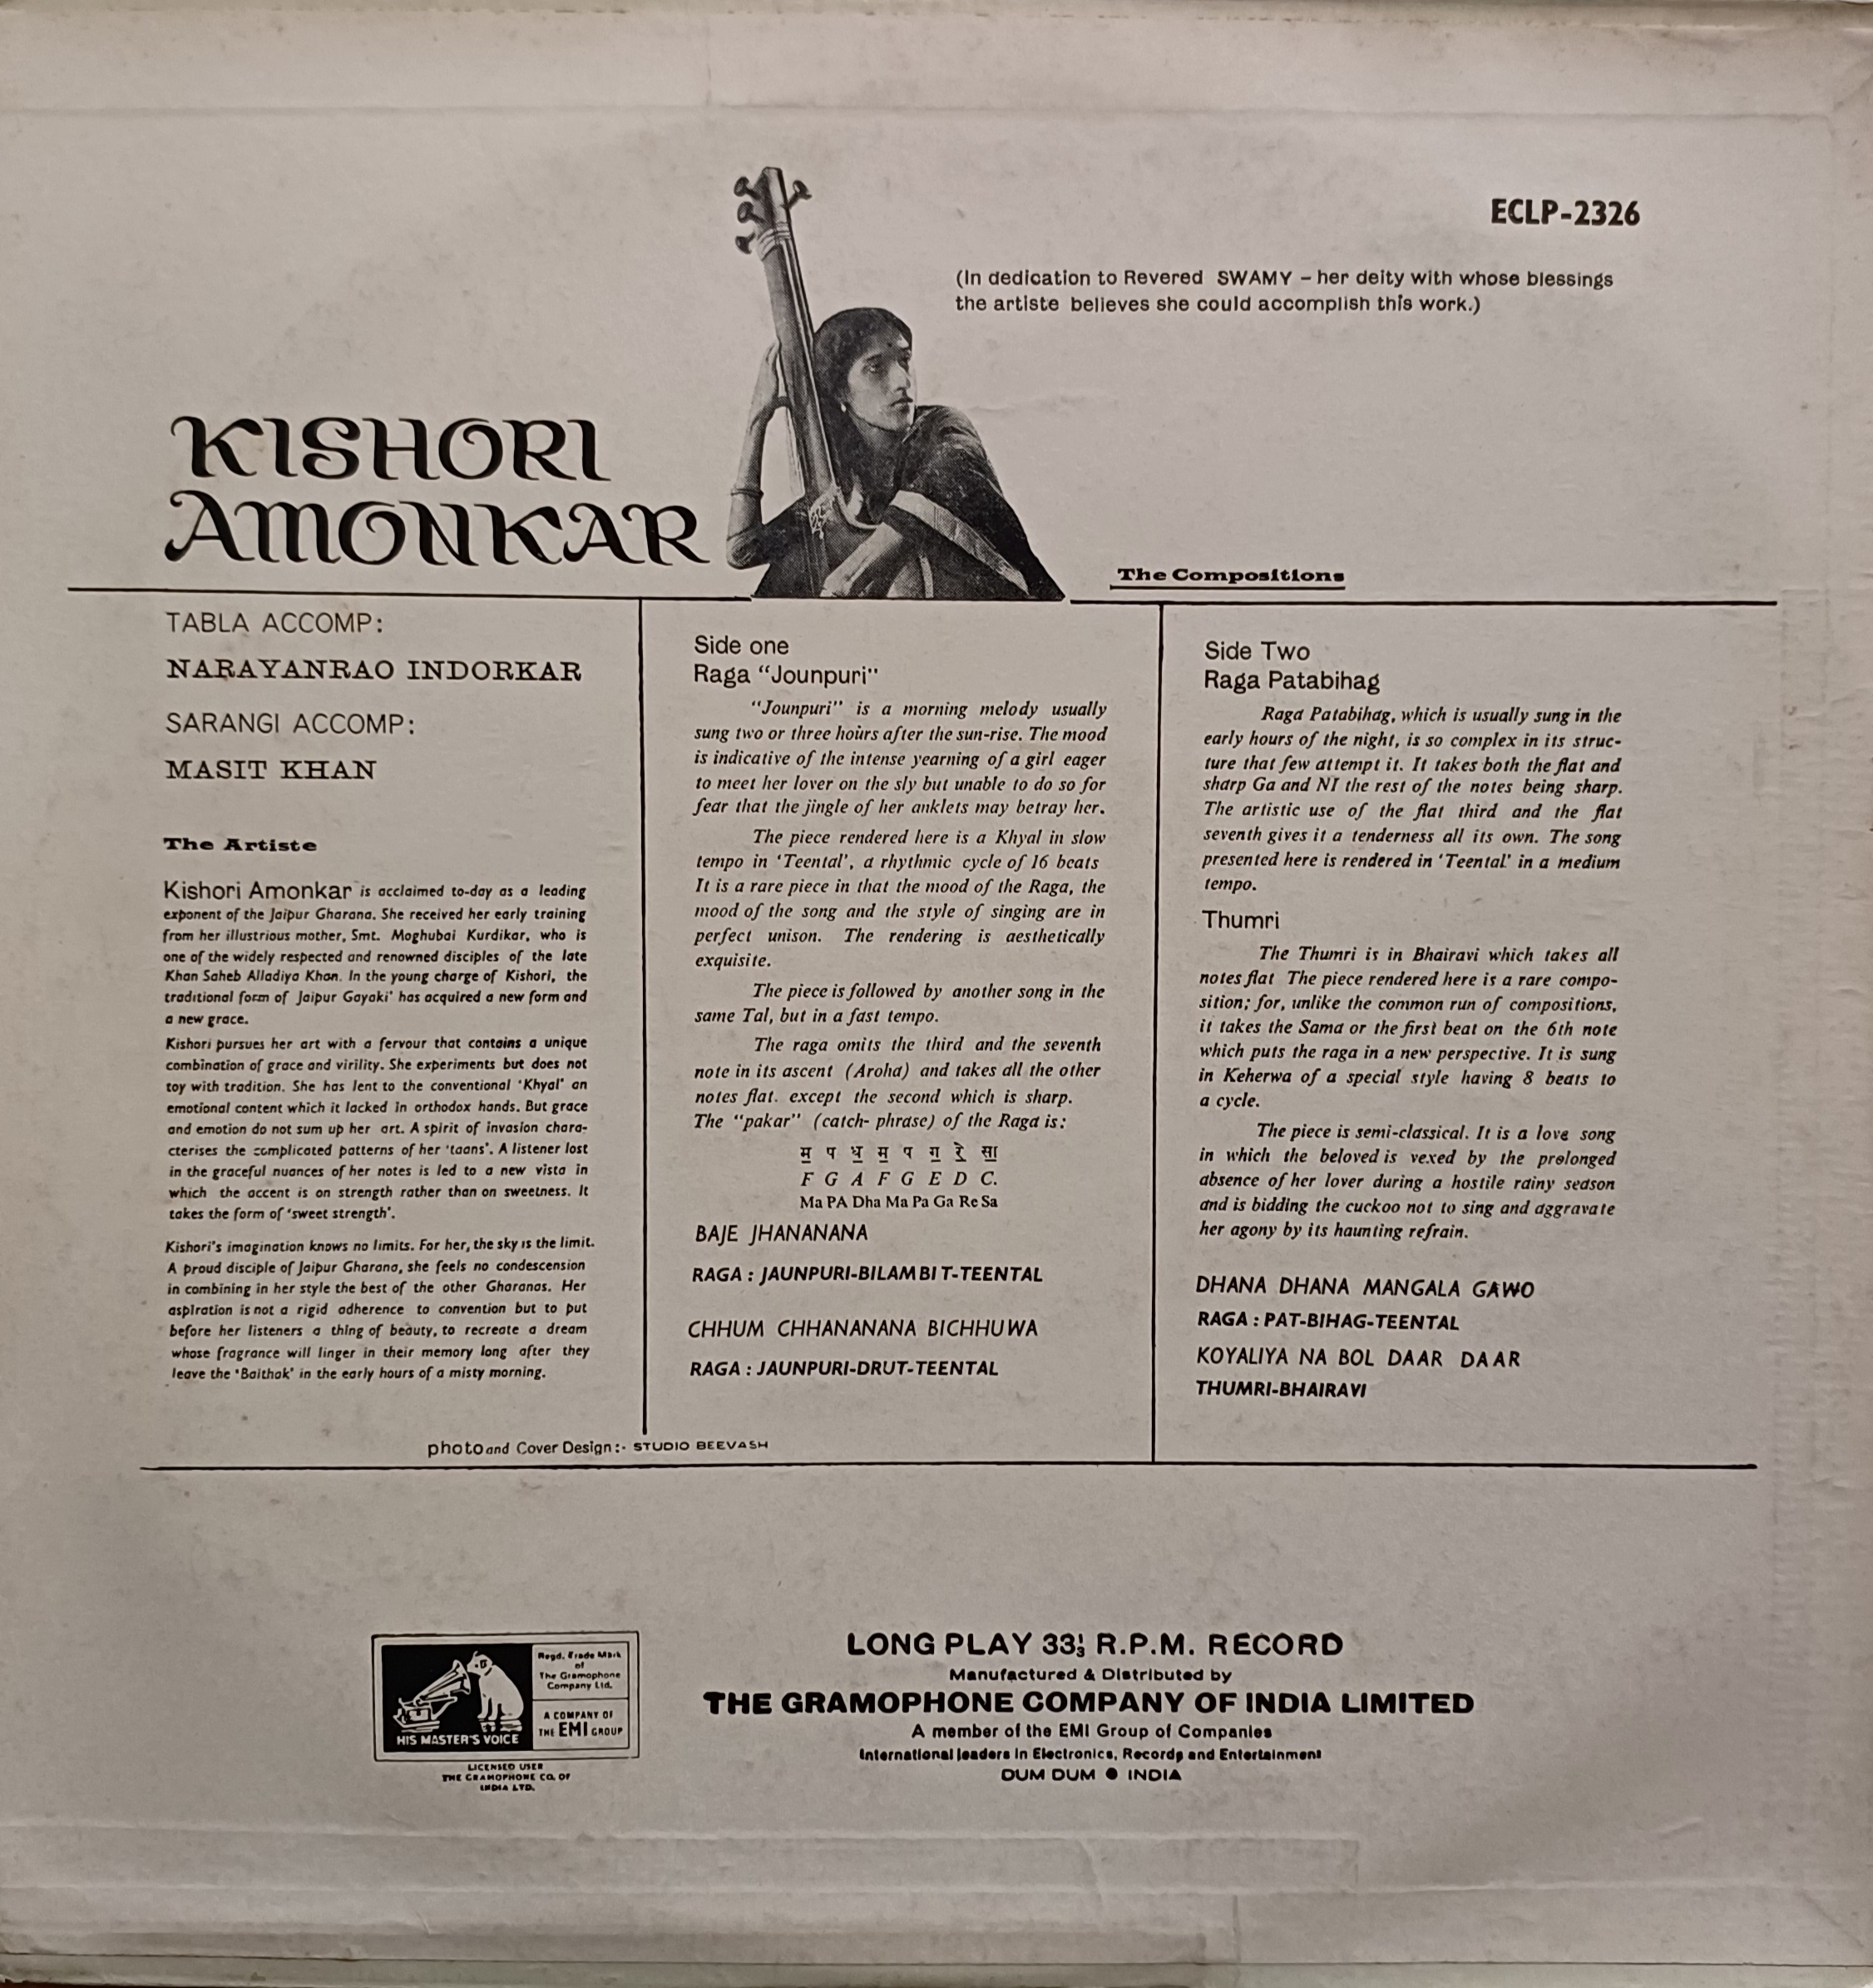 ECLP-2326
(In dedication to Revered SWAMY – her deity with whose blessings
the artiste believes she could accomplish this work.)
KISHORI
AMONKAR
TABLA ACCOMP:
NARAYANRAO INDORKAR
SARANGI ACCOMP:
MASIT KHAN
The Artiste
Kishori Amonkar is acclaimed to-day as a leading
exponent of the Jaipur Gharana. She received her early training
from her illustrious mother, Smt. Moghubai Kurdikar, who is
one of the widely respected and renowned disciples of the late
Khan Saheb Alladiya Khan. In the young charge of Kishori, the
traditional form of Jaipur Gayaki' has acquired a new form and
a new grace.
Kishori pursues her art with a fervour that contains a unique
combination of grace and virility. She experiments but does not
toy with tradition. She has lent to the conventional 'Khyal' an
emotional content which it lacked in orthodox hands. But grace
and emotion do not sum up her art. A spirit of invasion chara-
cterises the complicated patterns of her 'taans'. A listener lost
in the graceful nuances of her notes is led to a new vista in
which the accent is on strength rather than on sweetness. It
takes the form of 'sweet strength'.
Kishori's imagination knows no limits. For her, the sky is the limit.
A proud disciple of Jaipur Gharana, she feels no condescension
in combining in her style the best of the other Gharanas. Her
aspiration is not a rigid adherence to convention but to put
before her listeners a thing of beauty, to recreate a dream
whose fragrance will linger in their memory long after they
leave the 'Baithak' in the early hours of a misty morning.
photo and Cover Design:- STUDIO BEEVASH
The Compositions
Side one
Raga "Jounpuri"
"Jounpuri" is a morning melody usually
sung two or three hours after the sun-rise. The mood
is indicative of the intense yearning of a girl eager
to meet her lover on the sly but unable to do so for
fear that the jingle of her anklets may betray her.
The piece rendered here is a Khyal in slow
tempo in 'Teental', a rhythmic cycle of 16 beats
It is a rare piece in that the mood of the Raga, the
mood of the song and the style of singing are in
perfect unison. The rendering is aesthetically
exquisite.
The piece is followed by another song in the
same Tal, but in a fast tempo.
The raga omits the third and the seventh
note in its ascent (Aroha) and takes all the other
notes flat. except the second which is sharp.
The "pakar" (catch- phrase) of the Raga is:
म प ध म प ग रे सा
F G A F G E D C.
Ma PA Dha Ma Pa Ga Re Sa
BAJE JHANANANA
RAGA : JAUNPURI-BILAMBIT-TEENTAL
CHHUM CHHANANANA BICHHUWA
RAGA : JAUNPURI-DRUT-TEENTAL
Side Two
Raga Patabihag
Raga Patabihag, which is usually sung in the
early hours of the night, is so complex in its struc-
ture that few attempt it. It takes both the flat and
sharp Ga and NI the rest of the notes being sharp.
The artistic use of the flat third and the flat
seventh gives it a tenderness all its own. The song
presented here is rendered in 'Teental' in a medium
tempo.
Thumri
The Thumri is in Bhairavi which takes all
notes flat The piece rendered here is a rare compo-
sition; for, unlike the common run of compositions,
it takes the Sama or the first beat on the 6th note
which puts the raga in a new perspective. It is sung
in Keherwa of a special style having 8 beats to
a cycle.
The piece is semi-classical. It is a love song
in which the beloved is vexed by the prolonged
absence of her lover during a hostile rainy season
and is bidding the cuckoo not to sing and aggravate
her agony by its haunting refrain.
DHANA DHANA MANGALA GAWO
RAGA : PAT-BIHAG-TEENTAL
KOYALIYA NA BOL DAAR DAAR
THUMRI-BHAIRAVI
HIS MASTER'S VOICE
Regd. Trade Mark
of
The Gramophone
Company Ltd.
A COMPANY OF
THE EMI GROUP
LICENSED USER
THE GRAMOPHONE CO. OF
INDIA LTD.
LONG PLAY 33⅓ R.P.M. RECORD
Manufactured & Distributed by
THE GRAMOPHONE COMPANY OF INDIA LIMITED
A member of the EMI Group of Companies
International leaders in Electronics, Records and Entertainment
DUM DUM ● INDIA